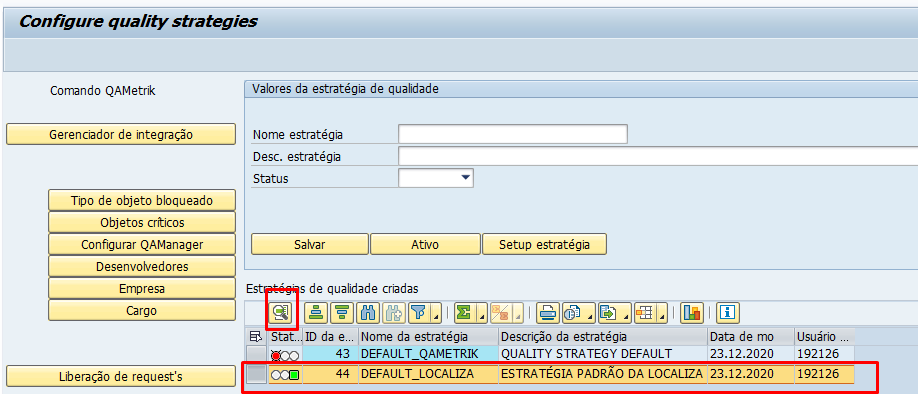 Configure quality strategies
Comando QAMetrik
Valores da estratégia de qualidade
Gerenciador de integração
Nome estratégia
Desc. estratégia
Status
Tipo de objeto bloqueado
Objetos críticos
Configurar QAManager
Desenvolvedores
Empresa
Cargo
Salvar
Ativo
Setup estratégia
Estratégias de qualidade criadas
Stat... ID da e... Nome da estratégia Descrição da estratégia Data de mo Usuário ...
43 DEFAULT_QAMETRIK QUALITY STRATEGY DEFAULT 23.12.2020 192126
44 DEFAULT_LOCALIZA ESTRATÉGIA PADRÃO DA LOCALIZA 23.12.2020 192126
Liberação de request's